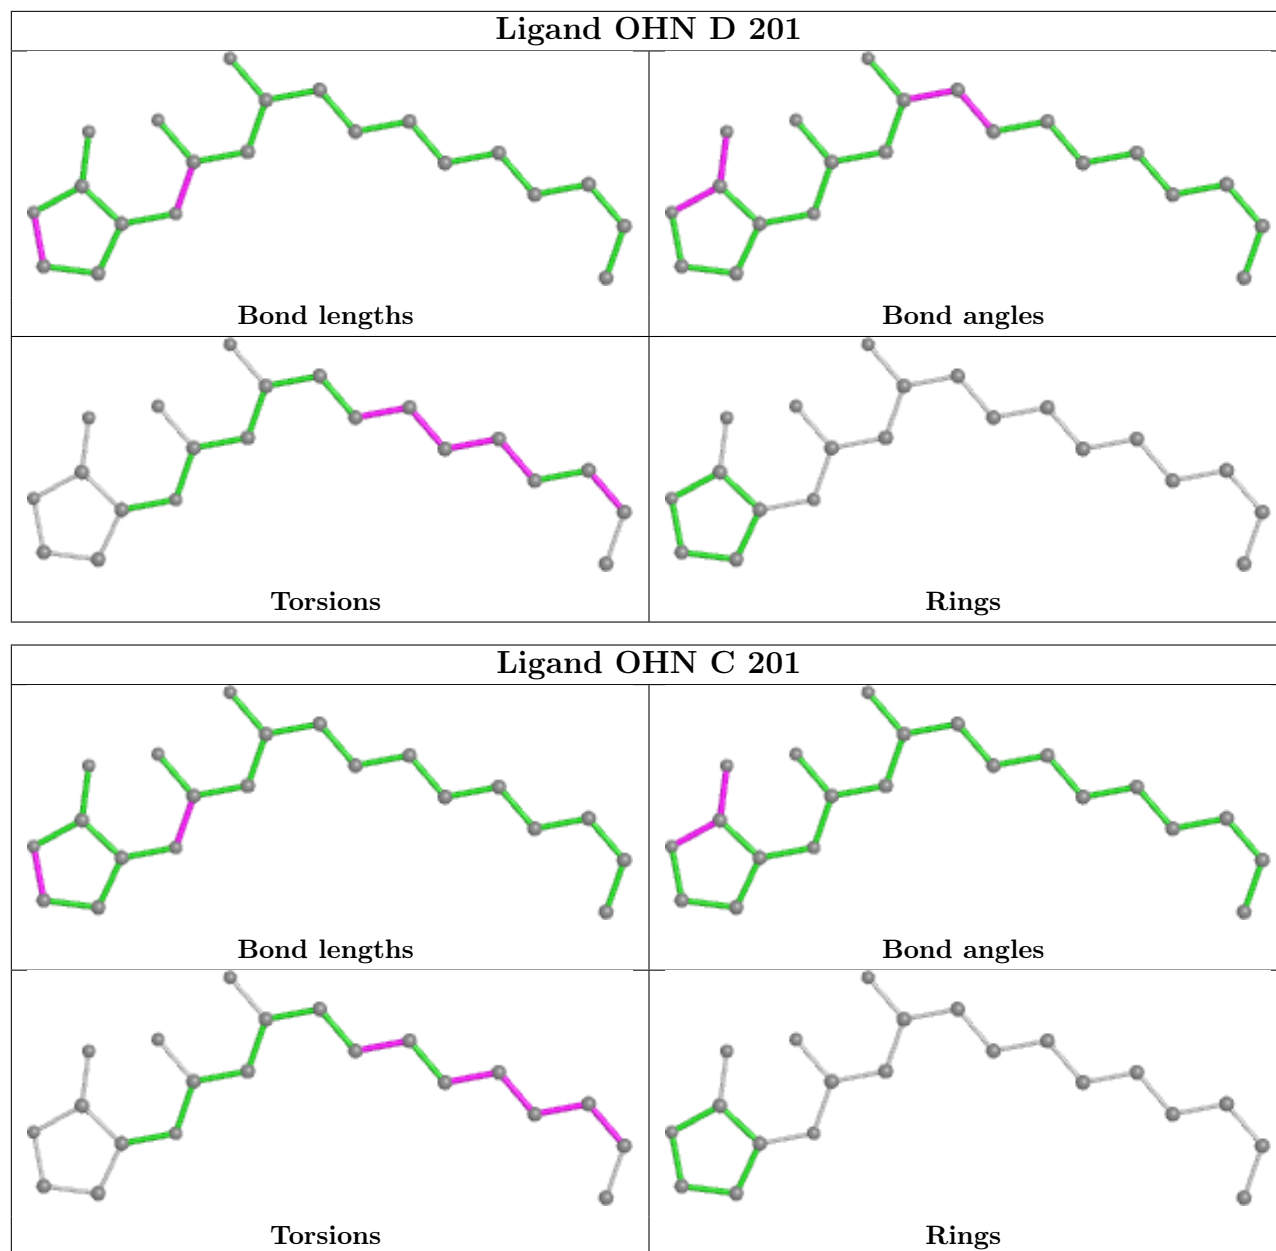 Ligand OHN D 201
Bond lengths
Bond angles
Torsions
Rings
Ligand OHN C 201
Bond lengths
Bond angles
Torsions
Rings